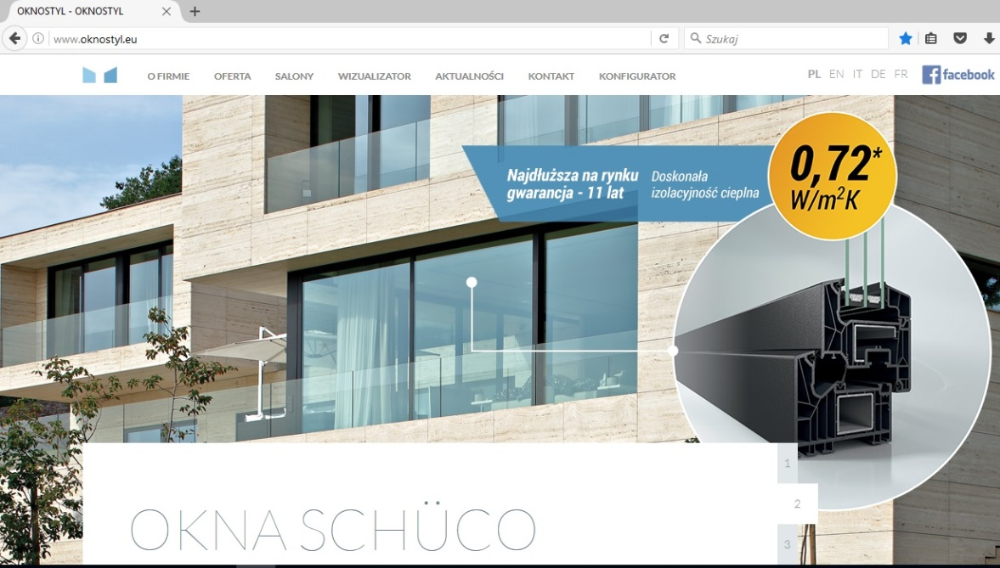 OKNOSTYL - OKNOSTYL
www.oknostyl.eu
Szukaj
O FIRMIE OFERTA SALONY WIZUALIZATOR AKTUALNOŚCI KONTAKT KONFIGURATOR
PL EN IT DE FR facebook
Najdłuższa na rynku
gwarancja - 11 lat
Doskonała
izolacyjność cieplna
0,72*
W/m²K
1
2
3
OKNA SCHÜCO